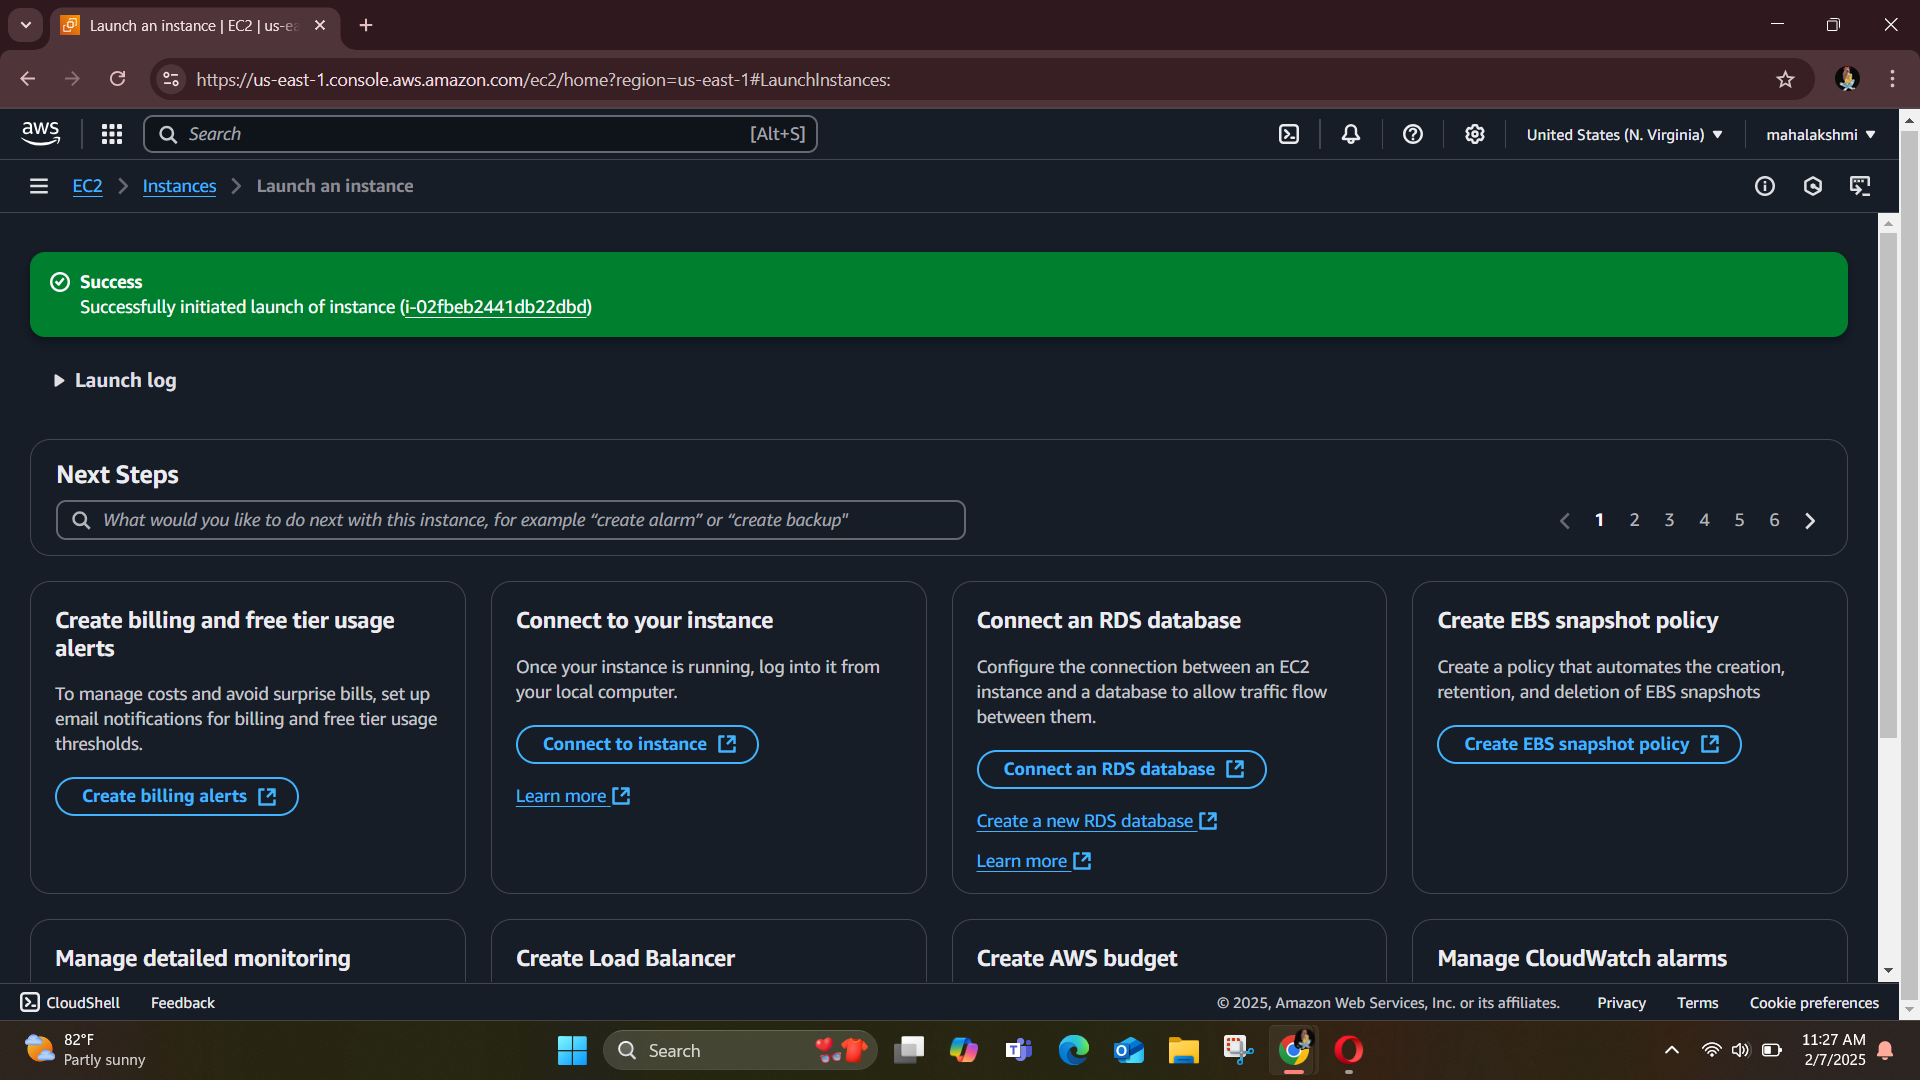 Launch an instance | EC2 | us-ea
https://us-east-1.console.aws.amazon.com/ec2/home?region=us-east-1#LaunchInstances:
aws
Search [Alt+S]
United States (N. Virginia)
mahalakshmi
EC2
Instances
Launch an instance
Success
Successfully initiated launch of instance (i-02fbeb2441db22dbd)
Launch log
Next Steps
What would you like to do next with this instance, for example “create alarm” or “create backup"
1 2 3 4 5 6
Create billing and free tier usage
alerts
To manage costs and avoid surprise bills, set up
email notifications for billing and free tier usage
thresholds.
Create billing alerts
Connect to your instance
Once your instance is running, log into it from
your local computer.
Connect to instance
Learn more
Connect an RDS database
Configure the connection between an EC2
instance and a database to allow traffic flow
between them.
Connect an RDS database
Create a new RDS database
Learn more
Create EBS snapshot policy
Create a policy that automates the creation,
retention, and deletion of EBS snapshots
Create EBS snapshot policy
Manage detailed monitoring
Create Load Balancer
Create AWS budget
Manage CloudWatch alarms
CloudShell
Feedback
© 2025, Amazon Web Services, Inc. or its affiliates.
Privacy
Terms
Cookie preferences
82°F
Partly sunny
Search
11:27 AM
2/7/2025